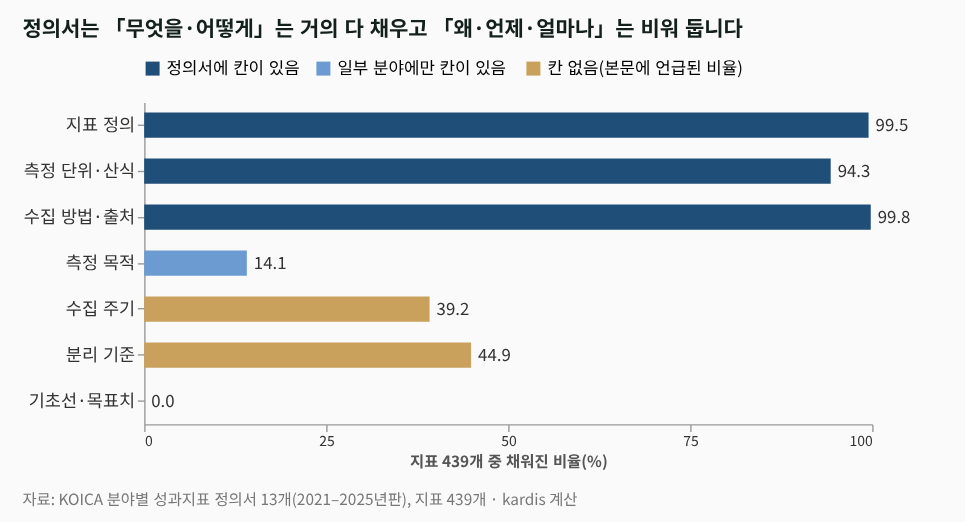 정의서는 「무엇을·어떻게」는 거의 다 채우고 「왜·언제·얼마나」는 비워 둡니다
정의서에 칸이 있음 일부 분야에만 칸이 있음 칸 없음(본문에 언급된 비율)
지표 정의 99.5
측정 단위·산식 94.3
수집 방법·출처 99.8
측정 목적 14.1
수집 주기 39.2
분리 기준 44.9
기초선·목표치 0.0
0 25 50 75 100
지표 439개 중 채워진 비율(%)
자료: KOICA 분야별 성과지표 정의서 13개(2021–2025년판), 지표 439개 · kardis 계산